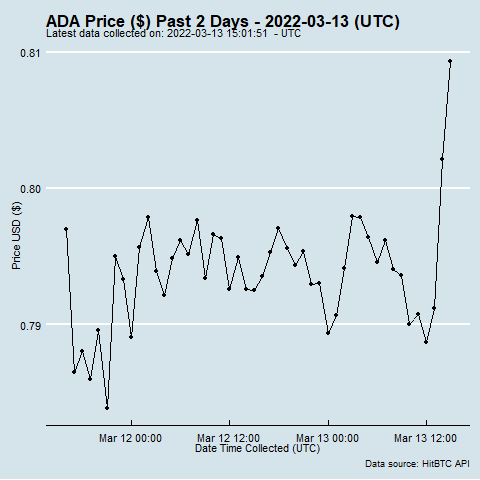 ADA Price ($) Past 2 Days - 2022-03-13 (UTC)
Latest data collected on: 2022-03-13 15:01:51  - UTC
0.81
0.80
0.79
Price USD ($)
Mar 12 00:00 Mar 12 12:00 Mar 13 00:00 Mar 13 12:00
Date Time Collected (UTC)
Data source: HitBTC API